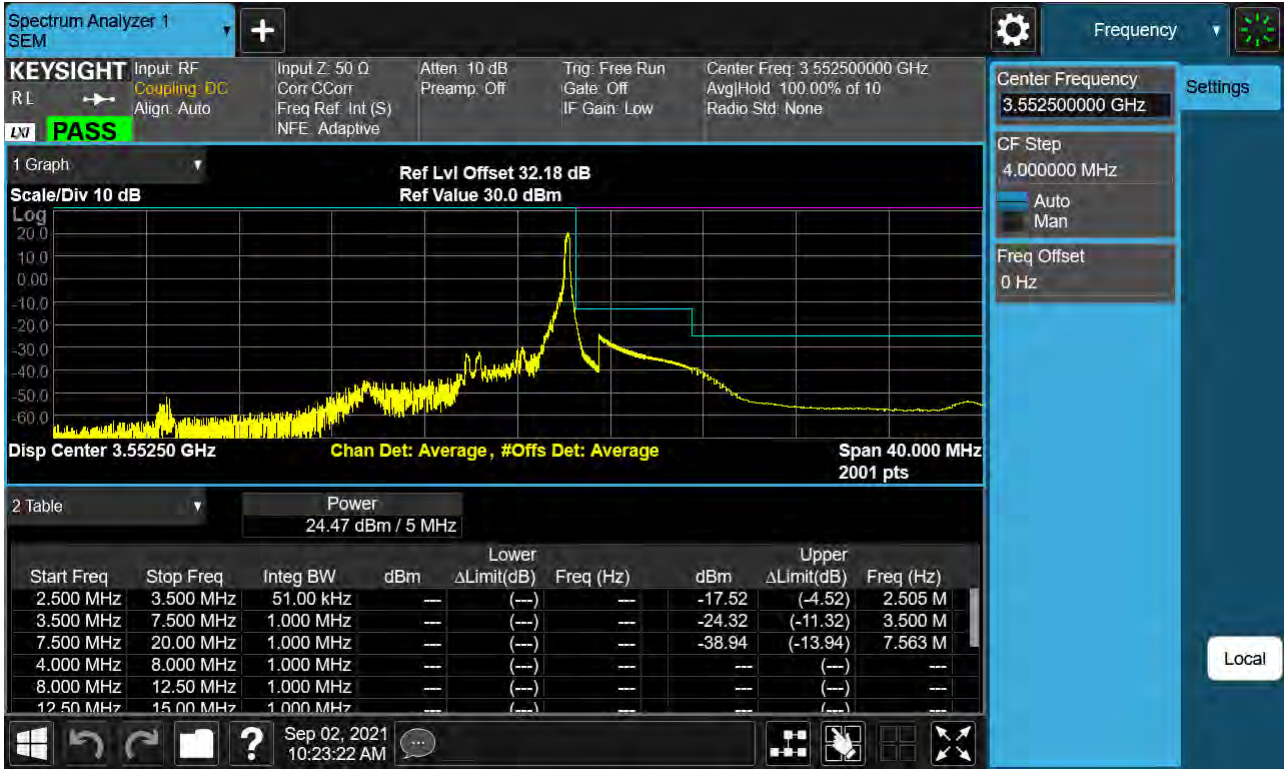 Spectrum Analyzer 1
SEM
Frequency
KEYSIGHT
R L
LXI
PASS
Input: RF
Coupling: DC
Align: Auto
Input Z: 50 Ω
Corr CCorr
Freq Ref: Int (S)
NFE: Adaptive
Atten: 10 dB
Preamp: Off
Trig: Free Run
Gate: Off
IF Gain: Low
Center Freq: 3.552500000 GHz
Avg|Hold: 100.00% of 10
Radio Std: None
Center Frequency
3.552500000 GHz
Settings
CF Step
4.000000 MHz
Auto
Man
Freq Offset
0 Hz
Local
1 Graph
Ref Lvl Offset 32.18 dB
Scale/Div 10 dB
Ref Value 30.0 dBm
Log
20.0
10.0
0.00
-10.0
-20.0
-30.0
-40.0
-50.0
-60.0
Disp Center 3.55250 GHz
Chan Det: Average, #Offs Det: Average
Span 40.000 MHz
2001 pts
2 Table
Power
24.47 dBm / 5 MHz
Lower Upper
Start Freq Stop Freq Integ BW dBm ΔLimit(dB) Freq (Hz) dBm ΔLimit(dB) Freq (Hz)
2.500 MHz 3.500 MHz 51.00 kHz --- (---) --- -17.52 (-4.52) 2.505 M
3.500 MHz 7.500 MHz 1.000 MHz --- (---) --- -24.32 (-11.32) 3.500 M
7.500 MHz 20.00 MHz 1.000 MHz --- (---) --- -38.94 (-13.94) 7.563 M
4.000 MHz 8.000 MHz 1.000 MHz --- (---) --- --- (---) ---
8.000 MHz 12.50 MHz 1.000 MHz --- (---) --- --- (---) ---
12.50 MHz 15.00 MHz 1.000 MHz --- (---) --- --- (---) ---
?
Sep 02, 2021
10:23:22 AM